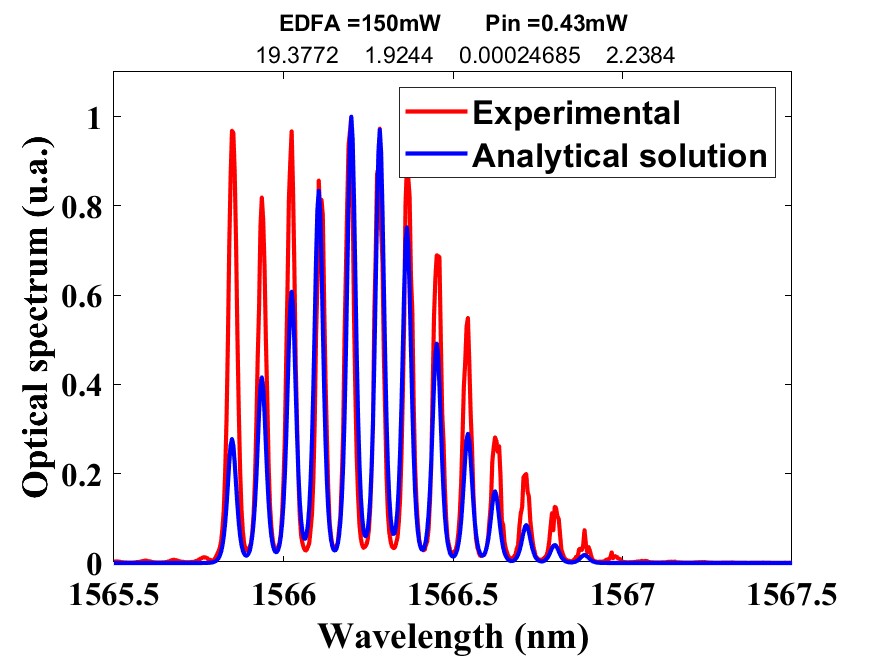 EDFA =150mW Pin =0.43mW
19.3772 1.9244 0.00024685 2.2384
Experimental
Analytical solution
1
0.8
0.6
0.4
0.2
0
Optical spectrum (u.a.)
1565.5 1566 1566.5 1567 1567.5
Wavelength (nm)